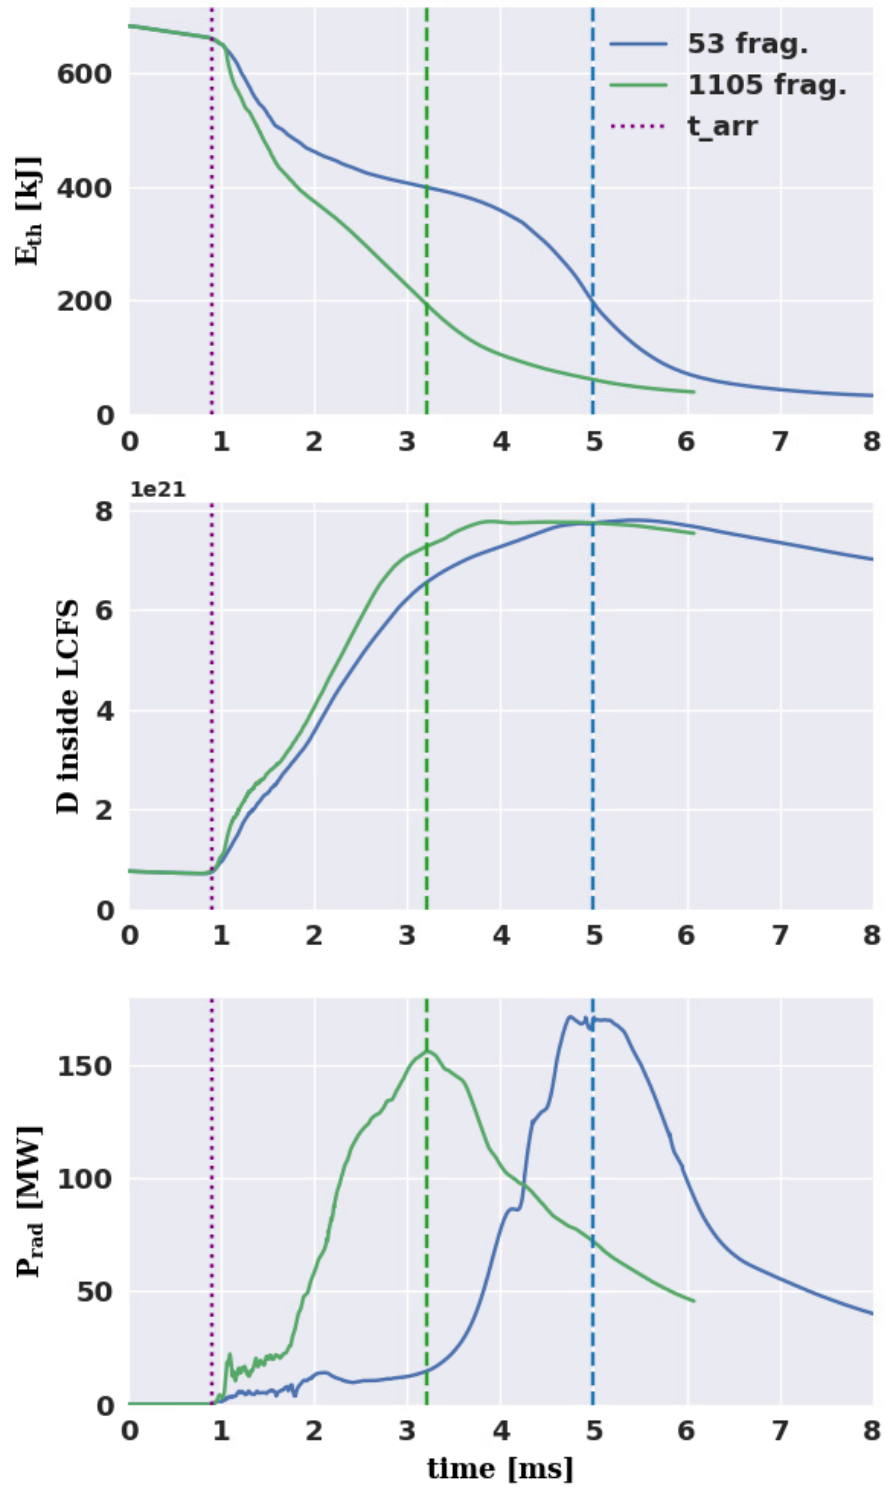 53 frag.
1105 frag.
t_arr
E_th [kJ]
600
400
200
0
0 1 2 3 4 5 6 7 8
1e21
D inside LCFS
8
6
4
2
0
0 1 2 3 4 5 6 7 8
P_rad [MW]
150
100
50
0
0 1 2 3 4 5 6 7 8
time [ms]